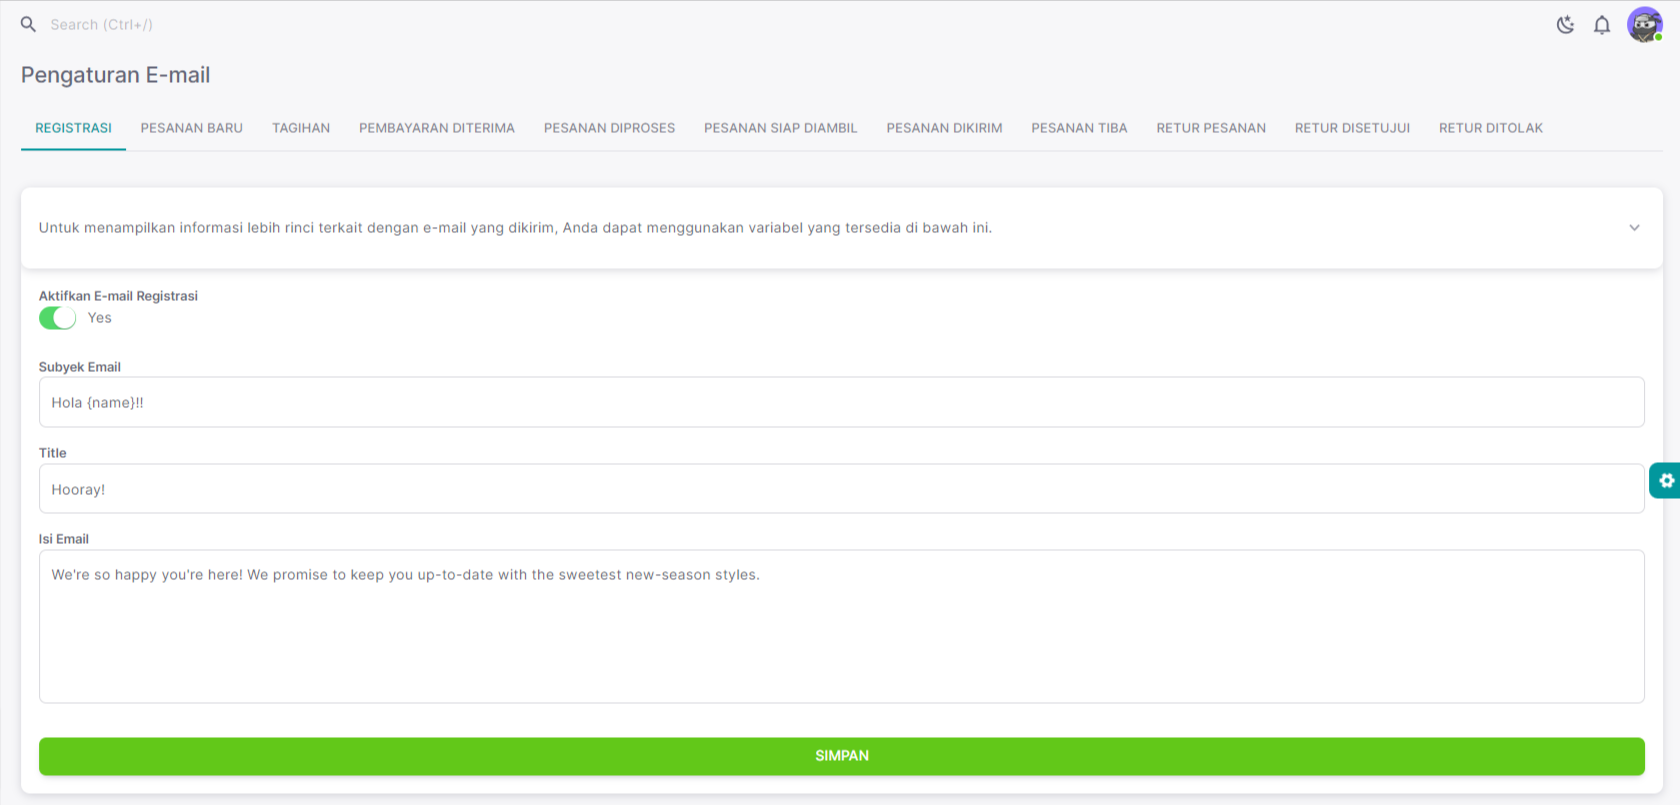 Search (Ctrl+/)
Pengaturan E-mail
REGISTRASI PESANAN BARU TAGIHAN PEMBAYARAN DITERIMA PESANAN DIPROSES PESANAN SIAP DIAMBIL PESANAN DIKIRIM PESANAN TIBA RETUR PESANAN RETUR DISETUJUI RETUR DITOLAK
Untuk menampilkan informasi lebih rinci terkait dengan e-mail yang dikirim, Anda dapat menggunakan variabel yang tersedia di bawah ini.
Aktifkan E-mail Registrasi
Yes
Subyek Email
Hola {name}!!
Title
Hooray!
Isi Email
We're so happy you're here! We promise to keep you up-to-date with the sweetest new-season styles.
SIMPAN